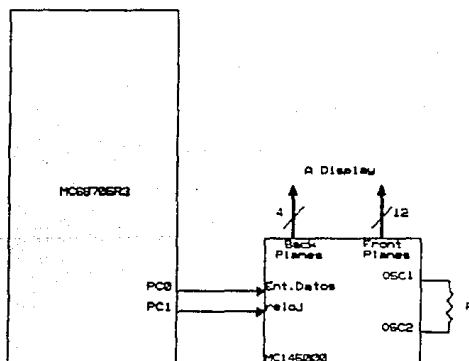 MC68705R3
A Display
4
12
Back
Planes
Front
Planes
OSC1
PC0
Ent.Datos
PC1
reloj
R
OSC2
MC145000